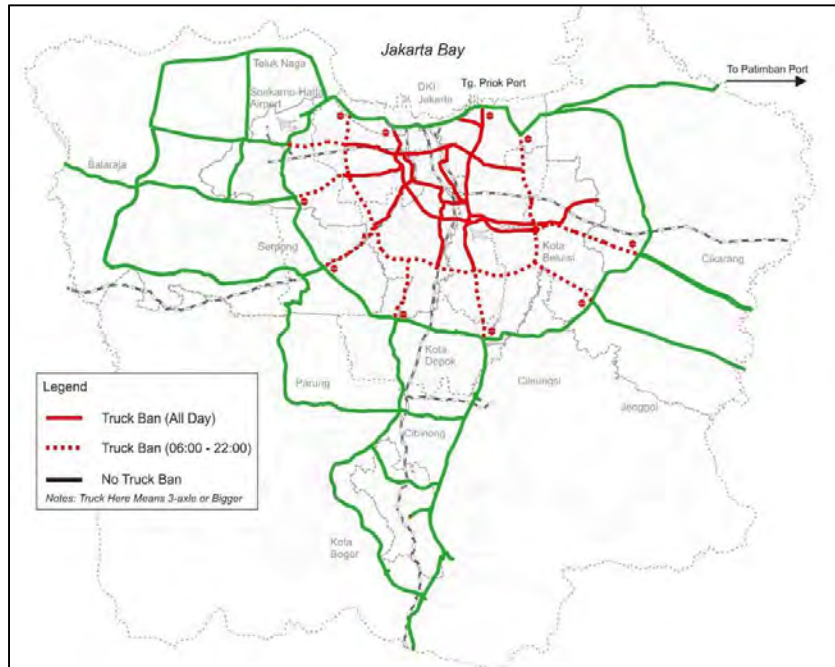 Jakarta Bay
To Patimban Port
Teluk Naga
Soekarno-Hatta
Airport
DKI
Jakarta
Tg. Priok Port
Balaraja
Serpong
Kota
Cikarang
Kota
Depok
Parung
Cileungsi
Jonggol
Cibinong
Kota
Bogor
Legend
Truck Ban (All Day)
Truck Ban (06:00 - 22:00)
No Truck Ban
Notes: Truck Here Means 3-axle or Bigger